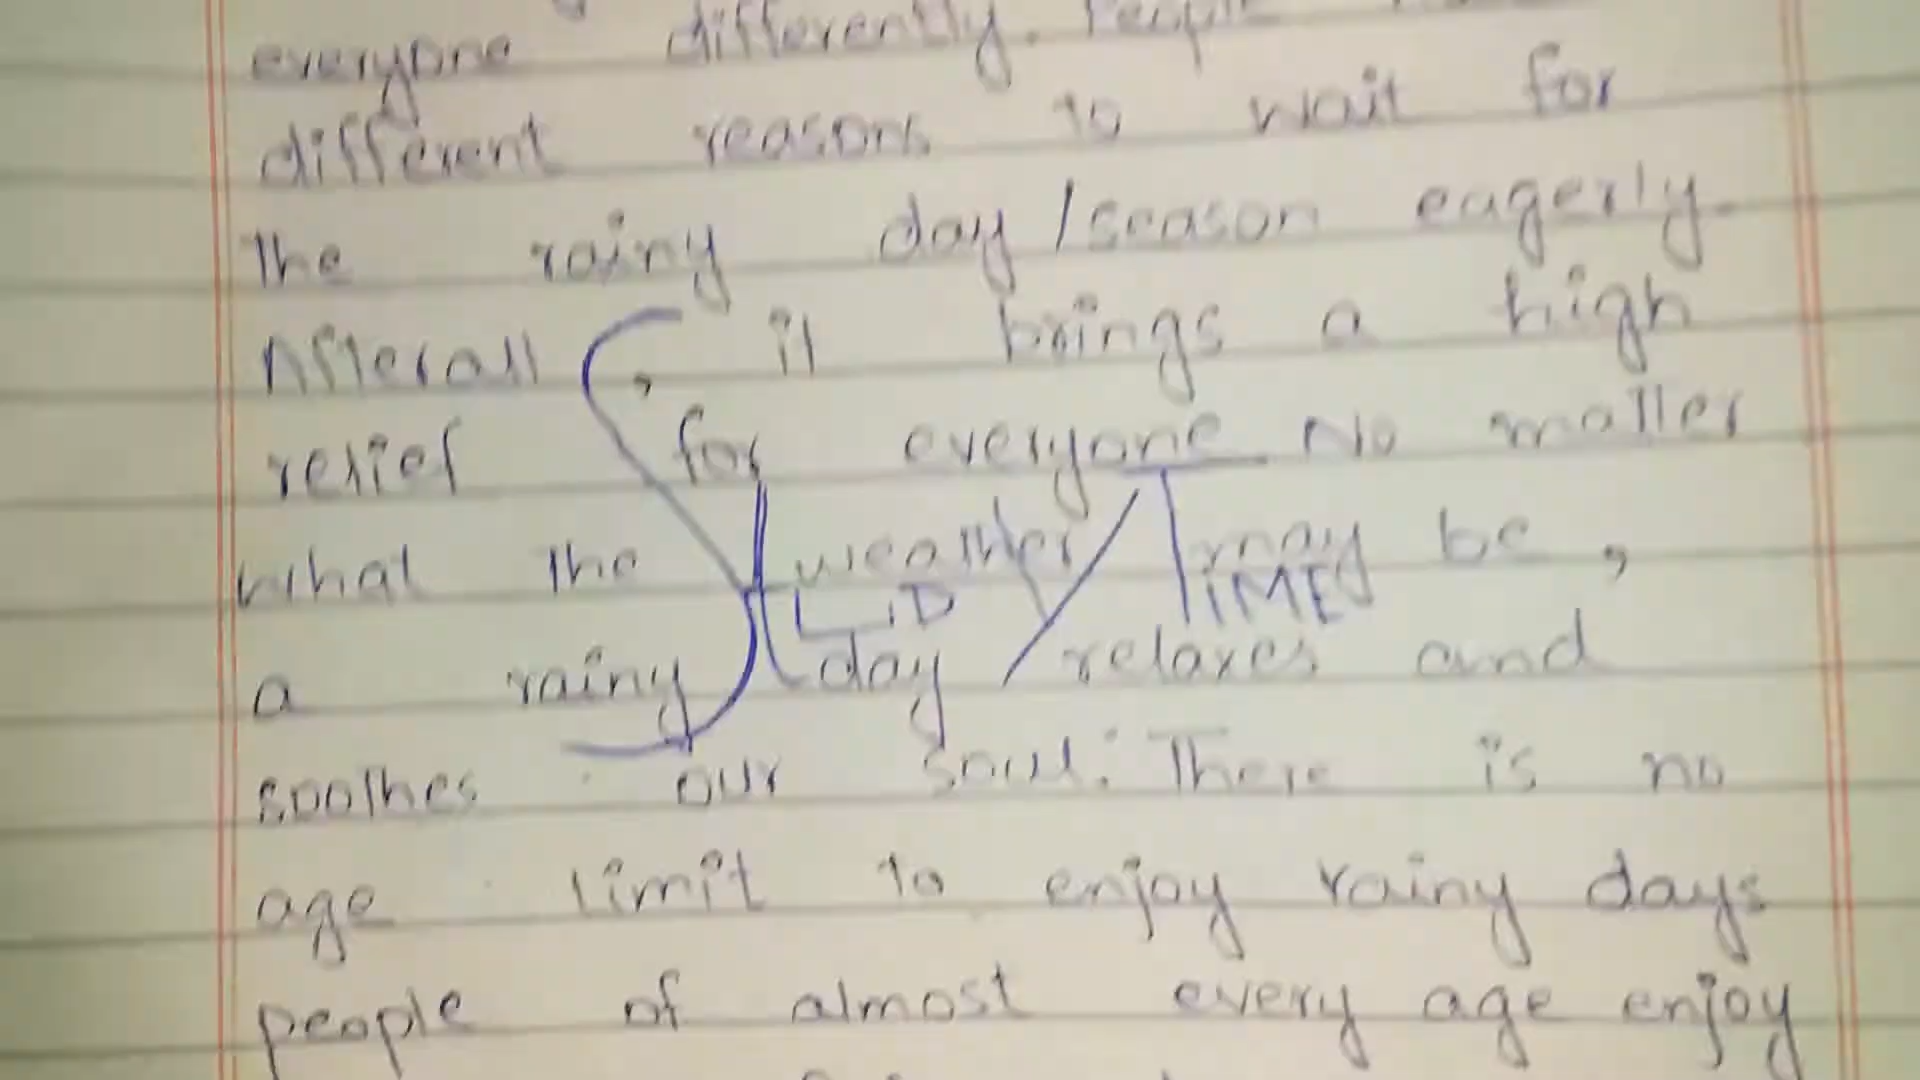 everyone differently. People
different reasons to wait for
the rainy day/season eagerly.
Afterall, it brings a high
relief for everyone No matter
what the weather may be,
a rainy day relaxes and
soothes our soul. There is no
age limit to enjoy rainy days
people of almost every age enjoy